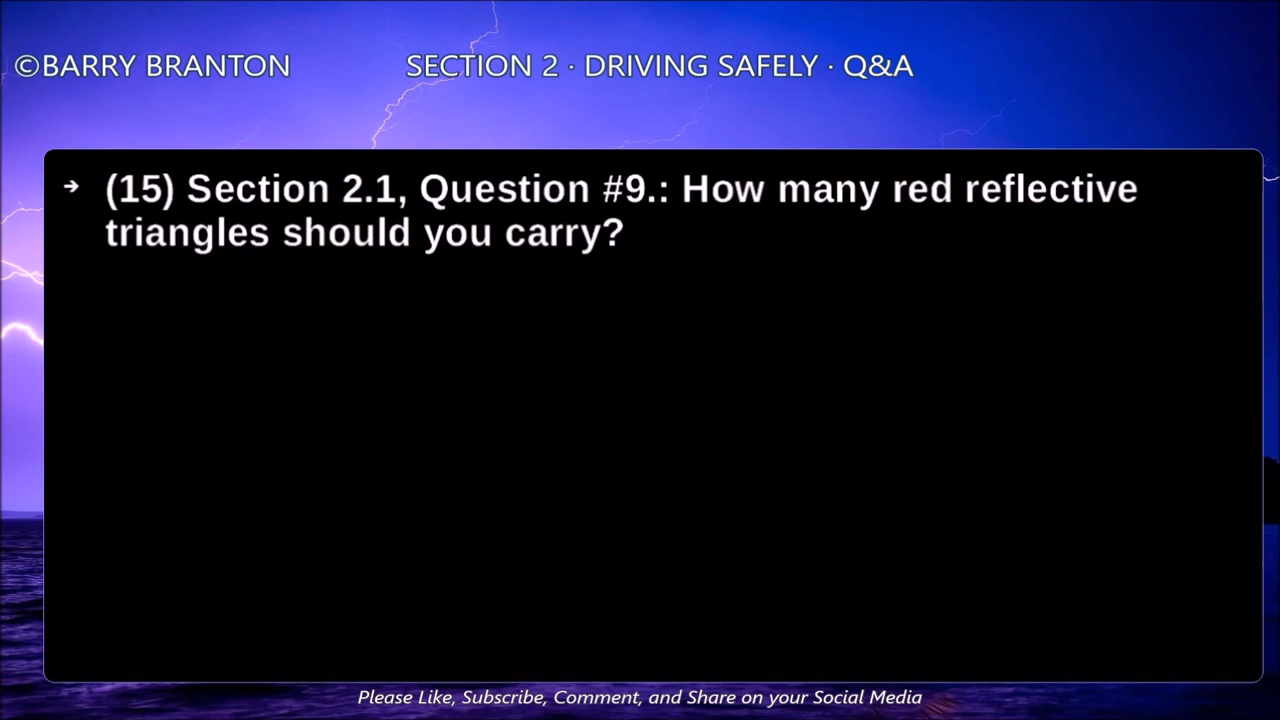 ©BARRY BRANTON
SECTION 2 · DRIVING SAFELY · Q&A
→ (15) Section 2.1, Question #9.: How many red reflective
triangles should you carry?
Please Like, Subscribe, Comment, and Share on your Social Media